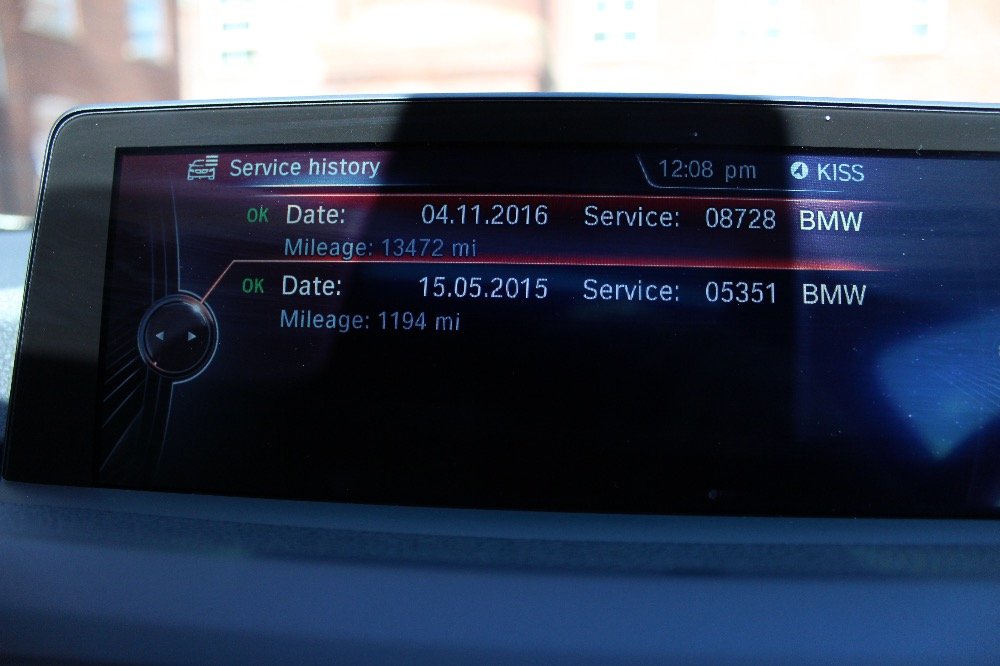 Service history 12:08 pm KISS
OK Date: 04.11.2016 Service: 08728 BMW
Mileage: 13472 mi
OK Date: 15.05.2015 Service: 05351 BMW
Mileage: 1194 mi